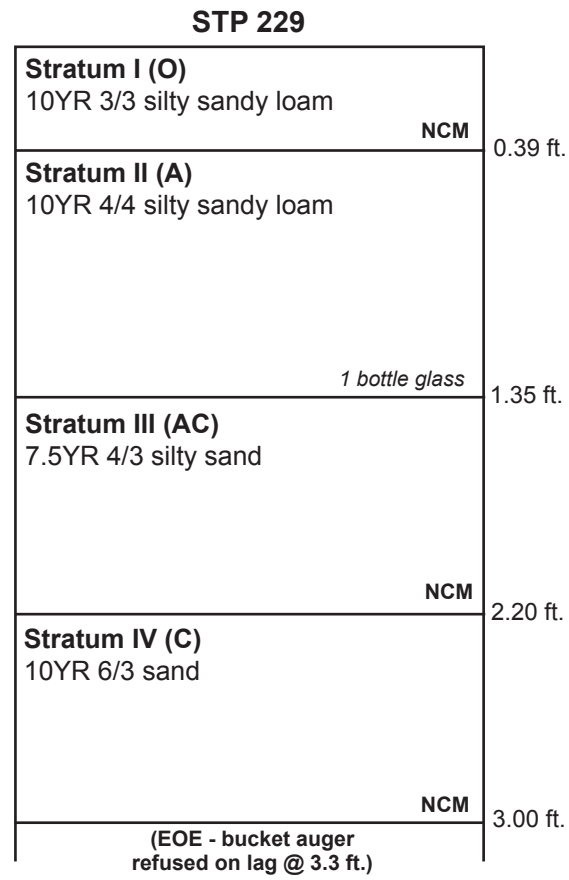 STP 229
Stratum I (O)
10YR 3/3 silty sandy loam
NCM
0.39 ft.
Stratum II (A)
10YR 4/4 silty sandy loam
1 bottle glass
1.35 ft.
Stratum III (AC)
7.5YR 4/3 silty sand
NCM
2.20 ft.
Stratum IV (C)
10YR 6/3 sand
NCM
3.00 ft.
(EOE - bucket auger
refused on lag @ 3.3 ft.)